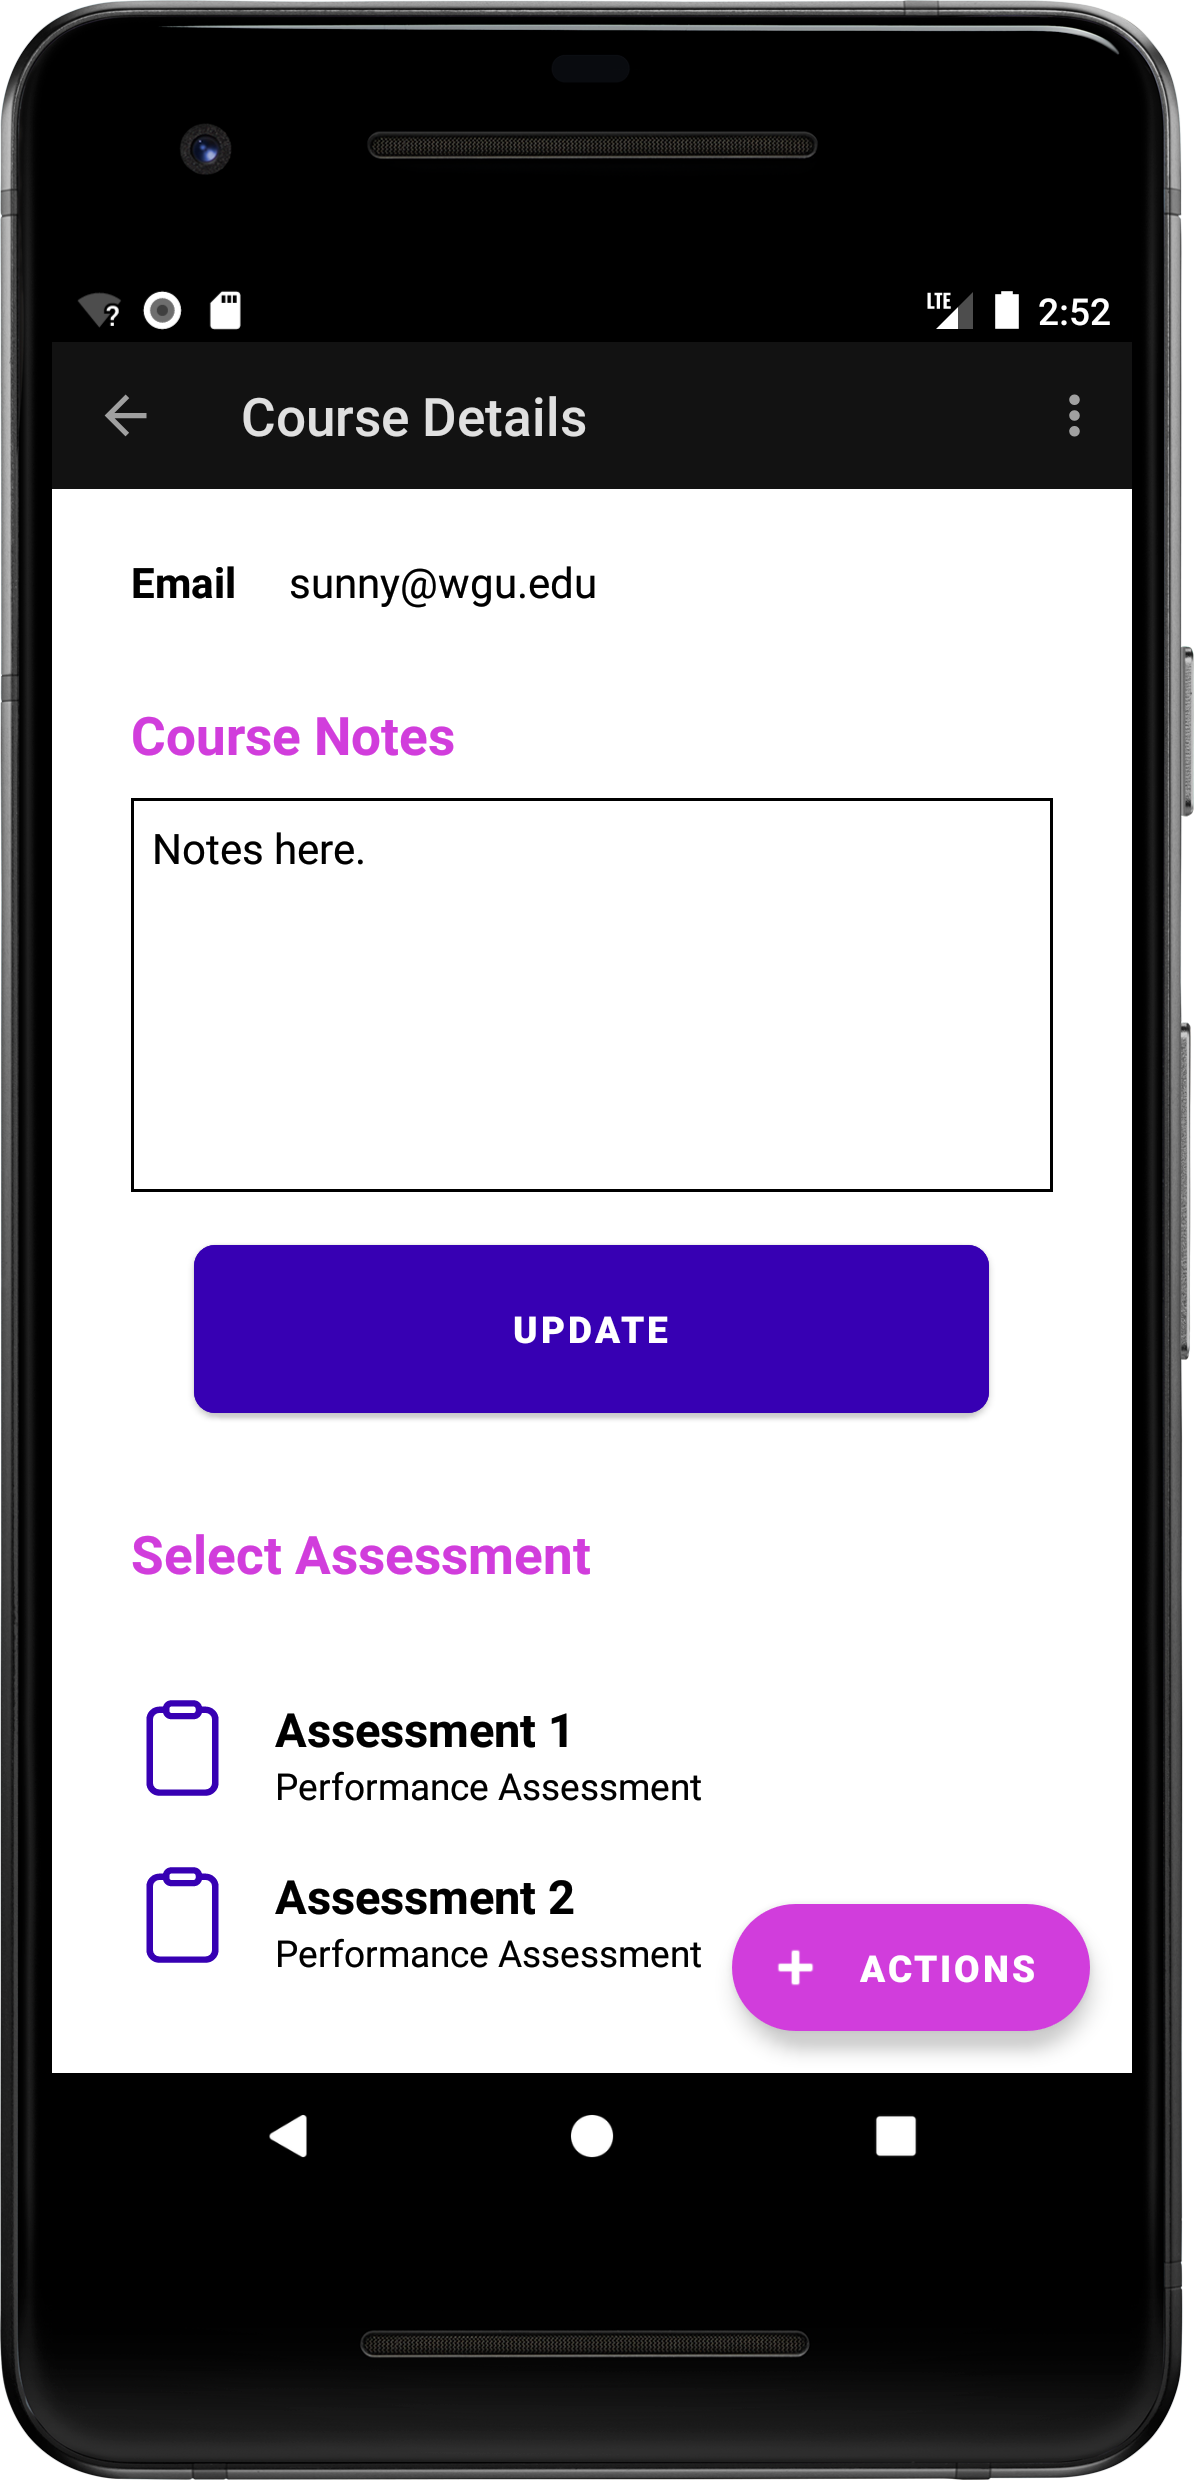 ? LTE 2:52
Course Details
Email sunny@wgu.edu
Course Notes
Notes here.
UPDATE
Select Assessment
Assessment 1
Performance Assessment
Assessment 2
Performance Assessment
+ ACTIONS